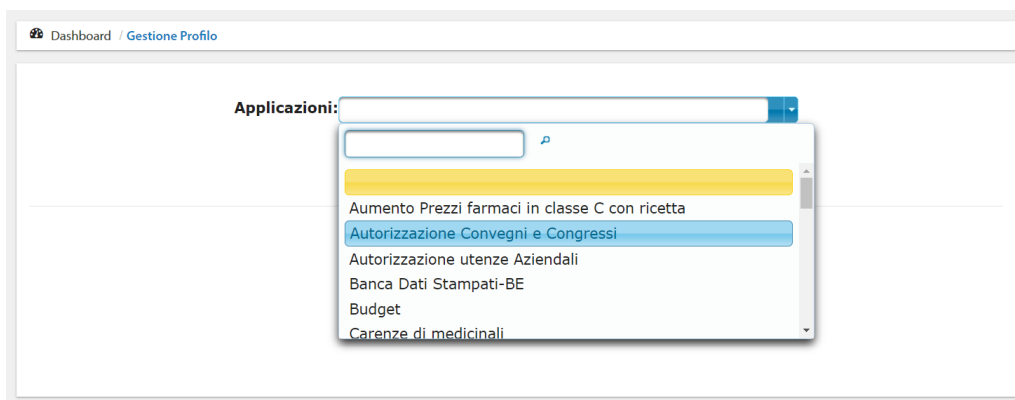 Dashboard / Gestione Profilo
Applicazioni:
Aumento Prezzi farmaci in classe C con ricetta
Autorizzazione Convegni e Congressi
Autorizzazione utenze Aziendali
Banca Dati Stampati-BE
Budget
Carenze di medicinali